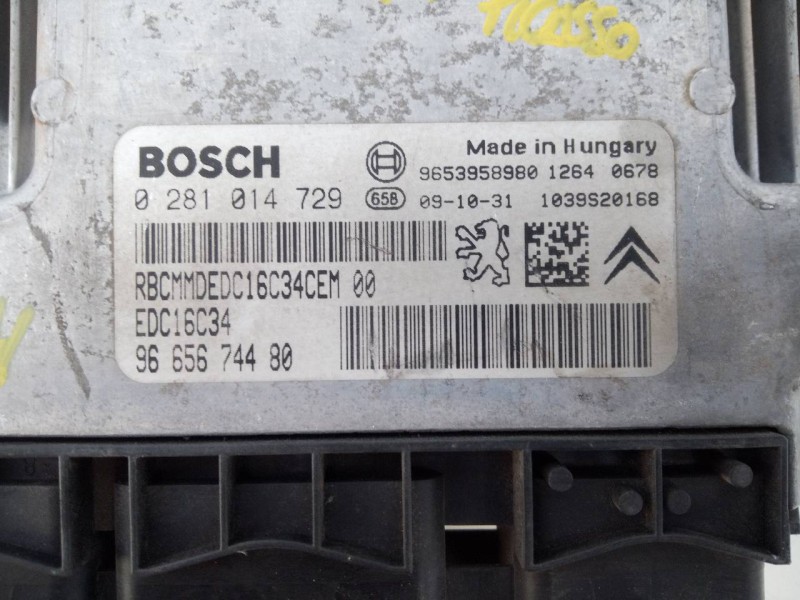 PICASSO
BOSCH
Made in Hungary
9653958980 1264 0678
0 281 014 729
658
09-10-31
1039S20168
RBCMMDEDC16C34CEM 00
EDC16C34
96 656 744 80